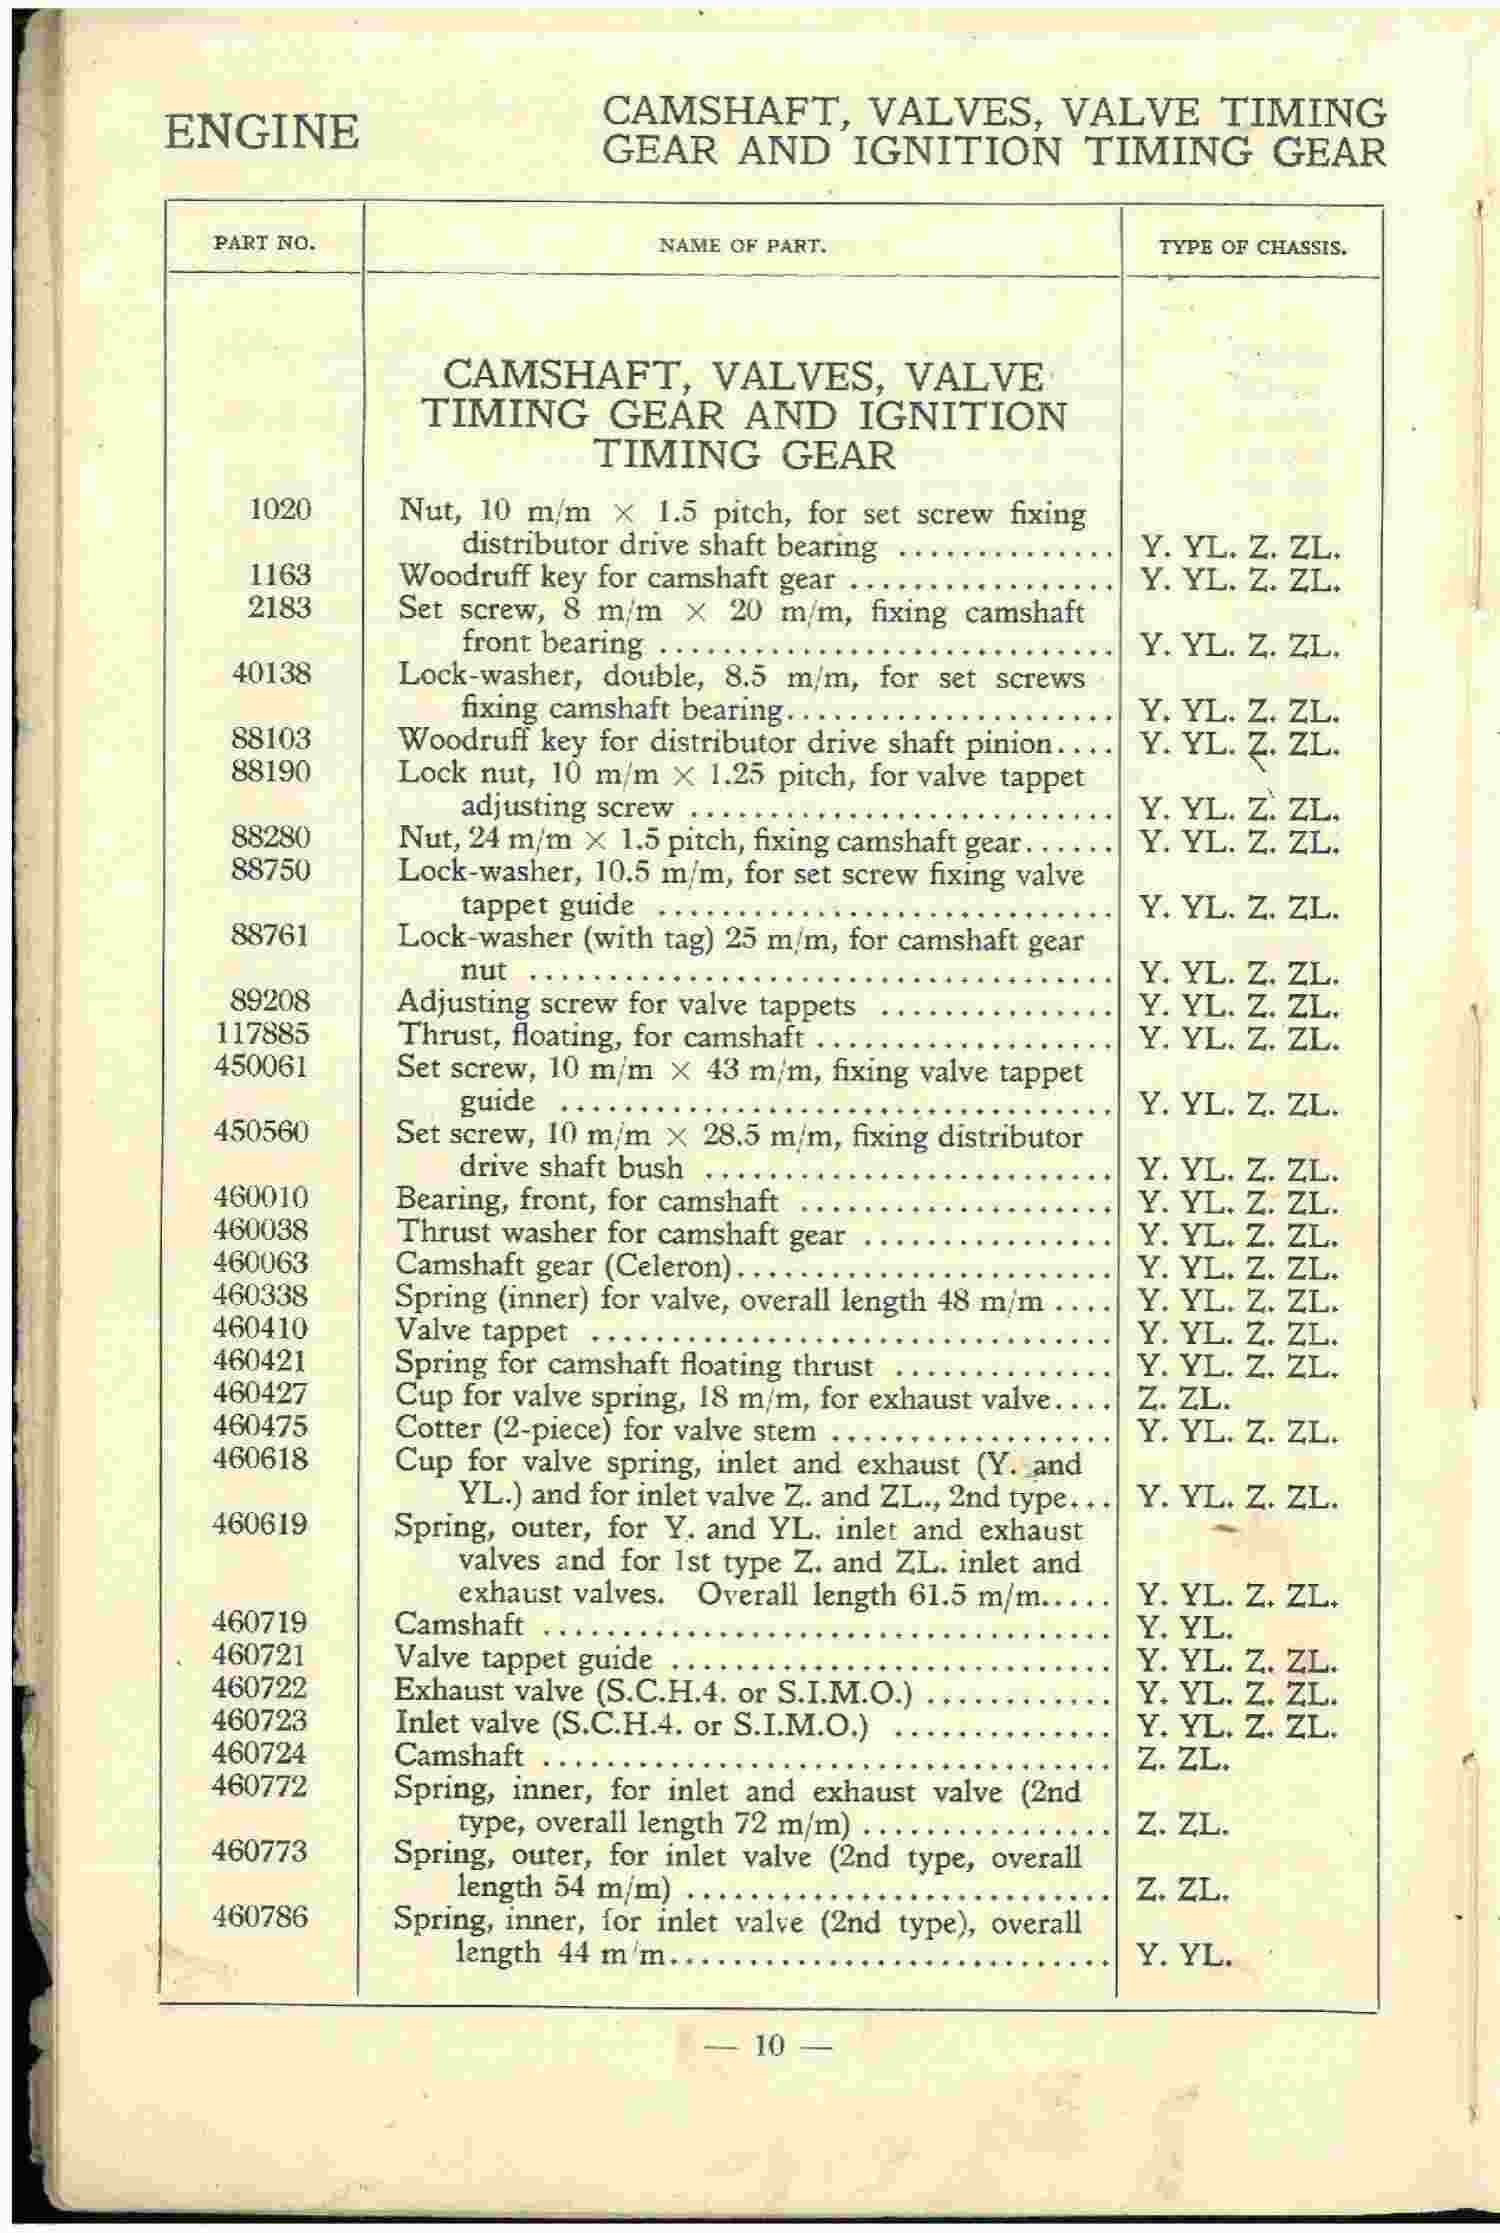 ENGINE
CAMSHAFT, VALVES, VALVE TIMING
GEAR AND IGNITION TIMING GEAR
PART NO. NAME OF PART. TYPE OF CHASSIS.
CAMSHAFT, VALVES, VALVE
TIMING GEAR AND IGNITION
TIMING GEAR
1020 Nut, 10 m/m × 1.5 pitch, for set screw fixing
distributor drive shaft bearing .............. Y. YL. Z. ZL.
1163 Woodruff key for camshaft gear ................. Y. YL. Z. ZL.
2183 Set screw, 8 m/m × 20 m/m, fixing camshaft
front bearing ............................. Y. YL. Z. ZL.
40138 Lock-washer, double, 8.5 m/m, for set screws
fixing camshaft bearing..................... Y. YL. Z. ZL.
88103 Woodruff key for distributor drive shaft pinion.... Y. YL. Z. ZL.
88190 Lock nut, 10 m/m × 1.25 pitch, for valve tappet
adjusting screw ........................... Y. YL. Z. ZL.
88280 Nut, 24 m/m × 1.5 pitch, fixing camshaft gear...... Y. YL. Z. ZL.
88750 Lock-washer, 10.5 m/m, for set screw fixing valve
tappet guide ............................. Y. YL. Z. ZL.
88761 Lock-washer (with tag) 25 m/m, for camshaft gear
nut ..................................... Y. YL. Z. ZL.
89208 Adjusting screw for valve tappets ............... Y. YL. Z. ZL.
117885 Thrust, floating, for camshaft ................... Y. YL. Z. ZL.
450061 Set screw, 10 m/m × 43 m/m, fixing valve tappet
guide ................................... Y. YL. Z. ZL.
450560 Set screw, 10 m/m × 28.5 m/m, fixing distributor
drive shaft bush .......................... Y. YL. Z. ZL.
460010 Bearing, front, for camshaft .................... Y. YL. Z. ZL.
460038 Thrust washer for camshaft gear ................ Y. YL. Z. ZL.
460063 Camshaft gear (Celeron)........................ Y. YL. Z. ZL.
460338 Spring (inner) for valve, overall length 48 m/m .... Y. YL. Z. ZL.
460410 Valve tappet ................................. Y. YL. Z. ZL.
460421 Spring for camshaft floating thrust .............. Y. YL. Z. ZL.
460427 Cup for valve spring, 18 m/m, for exhaust valve.... Z. ZL.
460475 Cotter (2-piece) for valve stem .................. Y. YL. Z. ZL.
460618 Cup for valve spring, inlet and exhaust (Y. and
YL.) and for inlet valve Z. and ZL., 2nd type... Y. YL. Z. ZL.
460619 Spring, outer, for Y. and YL. inlet and exhaust
valves and for 1st type Z. and ZL. inlet and
exhaust valves. Overall length 61.5 m/m..... Y. YL. Z. ZL.
460719 Camshaft .................................... Y. YL.
460721 Valve tappet guide ............................ Y. YL. Z. ZL.
460722 Exhaust valve (S.C.H.4. or S.I.M.O.) ............ Y. YL. Z. ZL.
460723 Inlet valve (S.C.H.4. or S.I.M.O.) .............. Y. YL. Z. ZL.
460724 Camshaft .................................... Z. ZL.
460772 Spring, inner, for inlet and exhaust valve (2nd
type, overall length 72 m/m) ................ Z. ZL.
460773 Spring, outer, for inlet valve (2nd type, overall
length 54 m/m) ........................... Z. ZL.
460786 Spring, inner, for inlet valve (2nd type), overall
length 44 m/m............................ Y. YL.
— 10 —